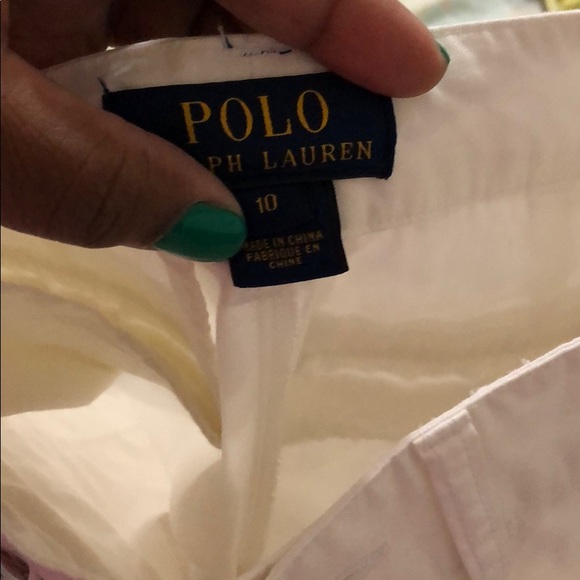 POLO
PH LAUREN
10
MADE IN CHINA
FABRIQUE EN
CHINE